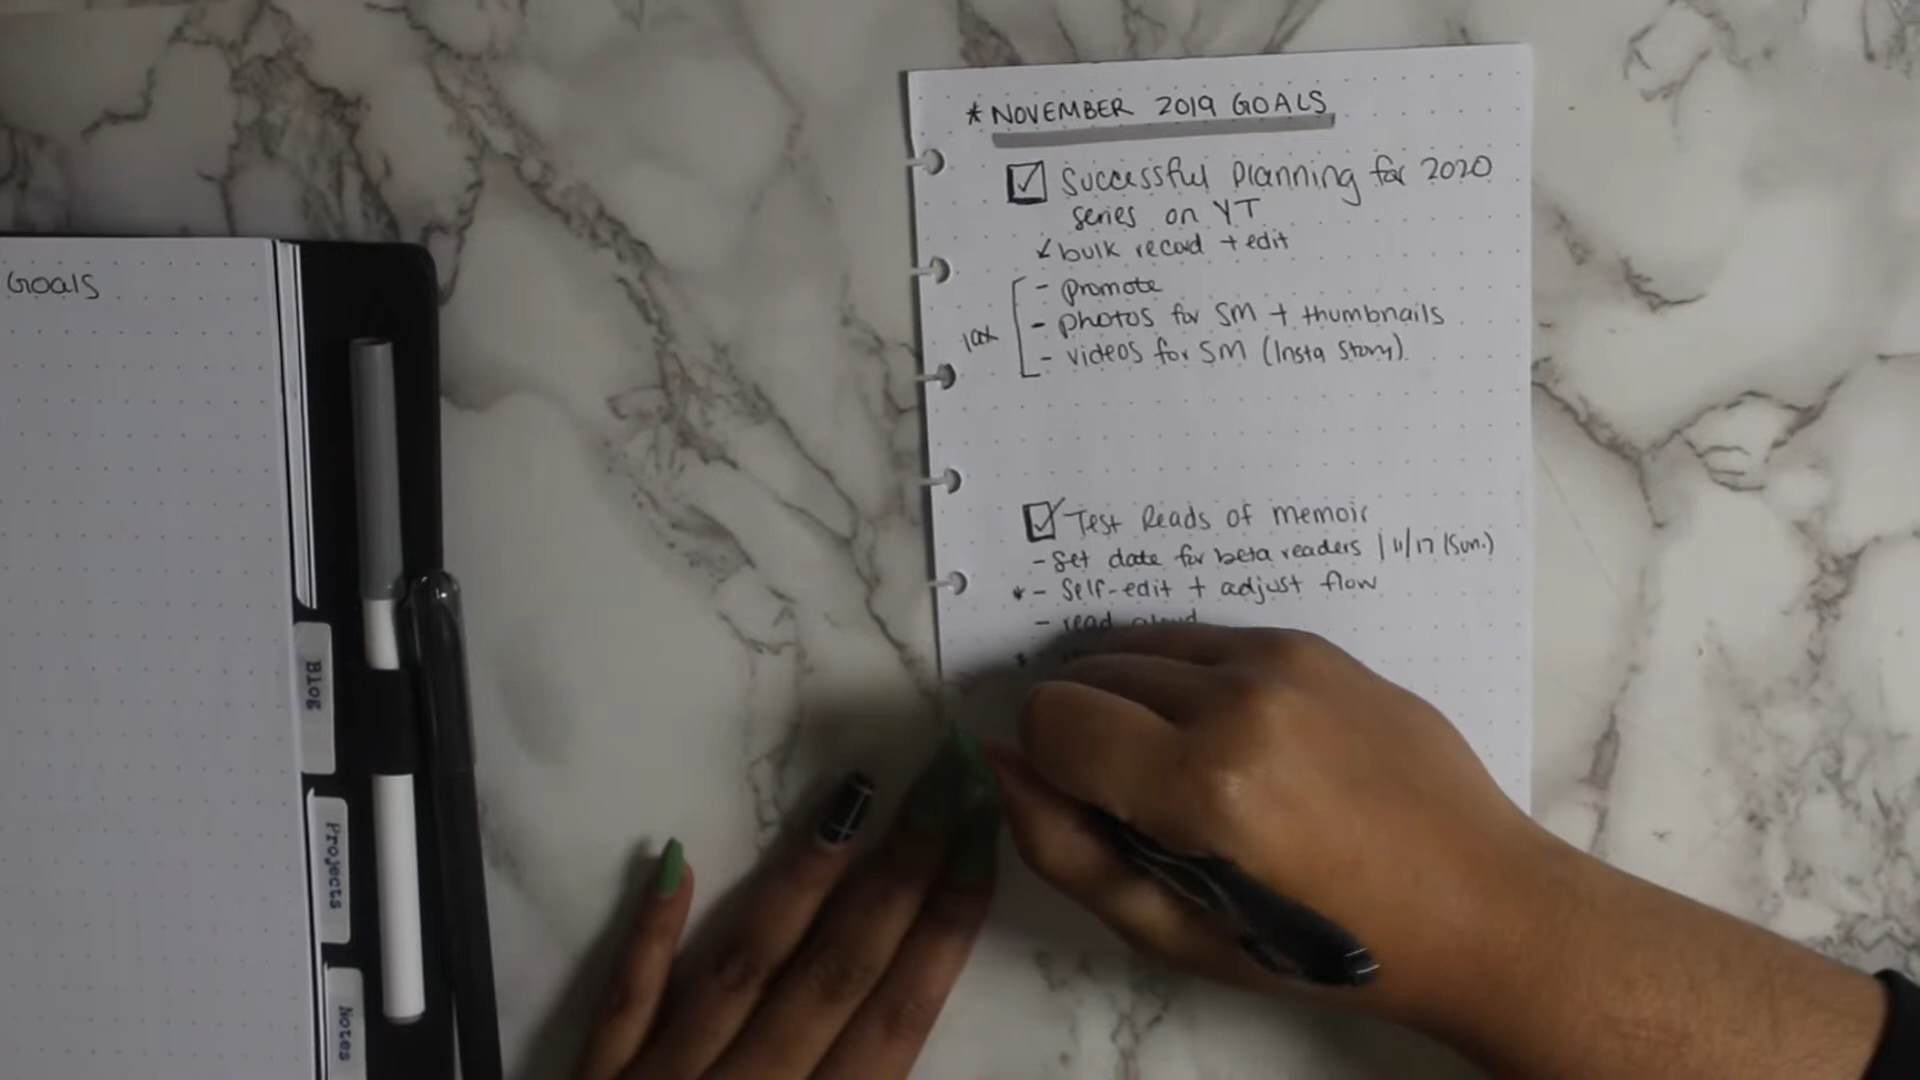 * NOVEMBER 2019 GOALS
Successful Planning for 2020
series on YT
bulk record + edit
- promote
- photos for SM + thumbnails
- videos for SM (Insta Story)
Test Reads of memoir
- Set date for beta readers | 11/17 (Sun.)
* - Self-edit + adjust flow
- read aloud
Goals
Blog
Projects
Notes